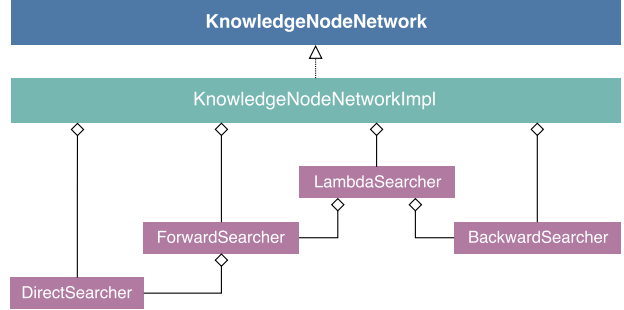 KnowledgeNodeNetwork
KnowledgeNodeNetworkImpl
LambdaSearcher
ForwardSearcher
BackwardSearcher
DirectSearcher